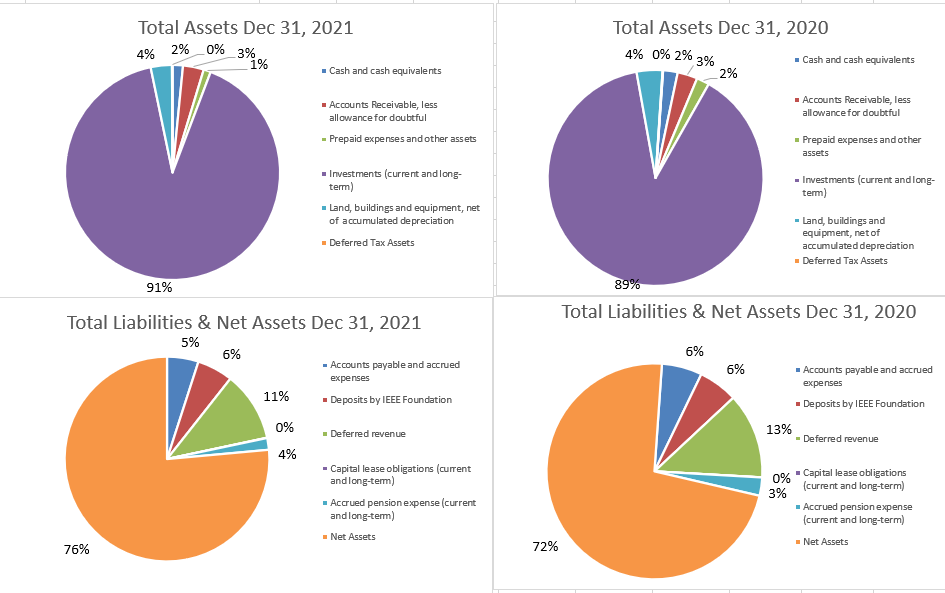 Total Assets Dec 31, 2021
4%
2%
0%
3%
1%
91%
Cash and cash equivalents
Accounts Receivable, less
allowance for doubtful
Prepaid expenses and other assets
Investments (current and long-
term)
Land, buildings and equipment, net
of accumulated depreciation
Deferred Tax Assets
Total Assets Dec 31, 2020
4%
0%
2%
3%
2%
89%
Cash and cash equivalents
Accounts Receivable, less
allowance for doubtful
Prepaid expenses and other
assets
Investments (current and long-
term)
Land, buildings and
equipment, net of
accumulated depreciation
Deferred Tax Assets
Total Liabilities & Net Assets Dec 31, 2021
5%
6%
11%
0%
4%
76%
Accounts payable and accrued
expenses
Deposits by IEEE Foundation
Deferred revenue
Capital lease obligations (current
and long-term)
Accrued pension expense (current
and long-term)
Net Assets
Total Liabilities & Net Assets Dec 31, 2020
6%
6%
13%
0%
3%
72%
Accounts payable and accrued
expenses
Deposits by IEEE Foundation
Deferred revenue
Capital lease obligations
(current and long-term)
Accrued pension expense
(current and long-term)
Net Assets